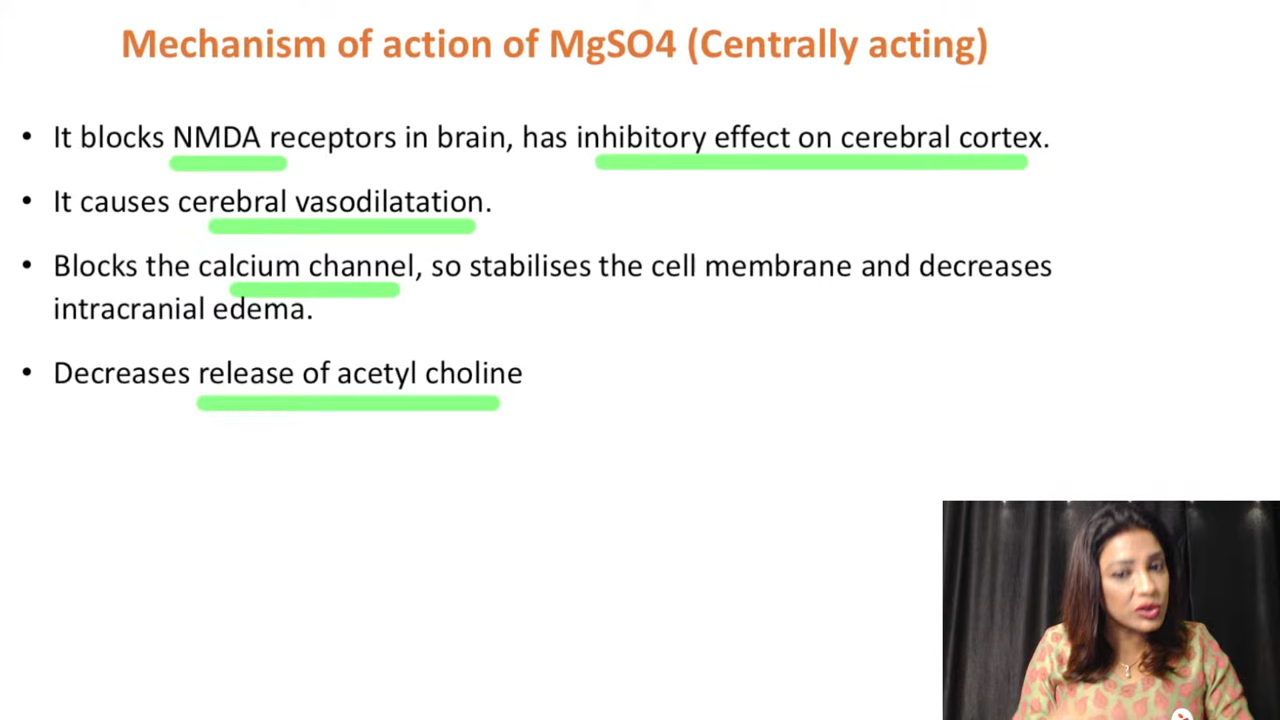 Mechanism of action of MgSO4 (Centrally acting)
• It blocks NMDA receptors in brain, has inhibitory effect on cerebral cortex.
• It causes cerebral vasodilatation.
• Blocks the calcium channel, so stabilises the cell membrane and decreases
intracranial edema.
• Decreases release of acetyl choline